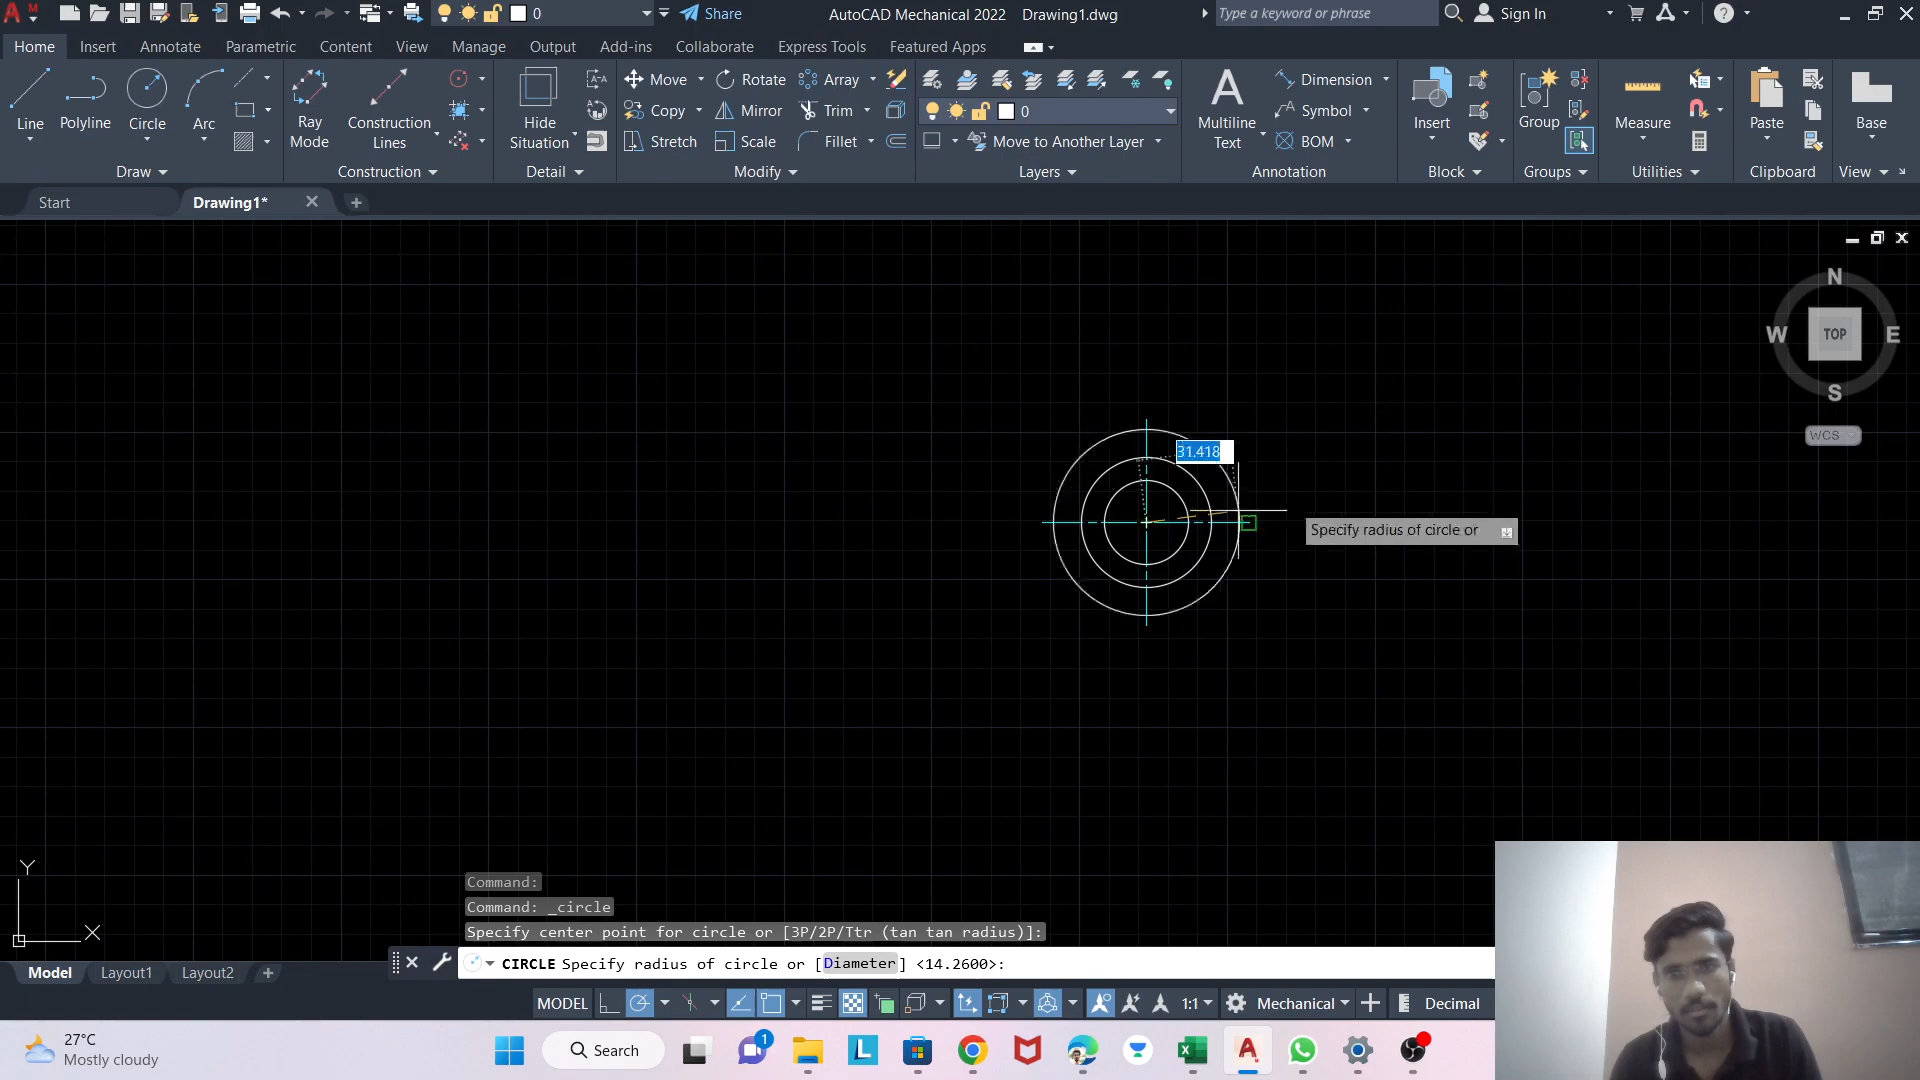 0
Share
AutoCAD Mechanical 2022 Drawing1.dwg
Type a keyword or phrase
Sign In
Home Insert Annotate Parametric Content View Manage Output Add-ins Collaborate Express Tools Featured Apps
Line
Polyline
Circle
Arc
Ray Mode
Construction Lines
Hide Situation
Move Rotate Array
Copy Mirror Trim
Stretch Scale Fillet
0
Move to Another Layer
Multiline Text
Dimension
Symbol
BOM
Insert
Group
Measure
Paste
Base
Draw Construction Detail Modify Layers Annotation Block Groups Utilities Clipboard View
Start Drawing1*
N
W TOP E
S
WCS
31.418
Specify radius of circle or
Y
X
Command:
Command: _circle
Specify center point for circle or [3P/2P/Ttr (tan tan radius)]:
CIRCLE Specify radius of circle or [Diameter] <14.2600>:
Model Layout1 Layout2
MODEL 1:1 Mechanical Decimal
27°C
Mostly cloudy
Search
1